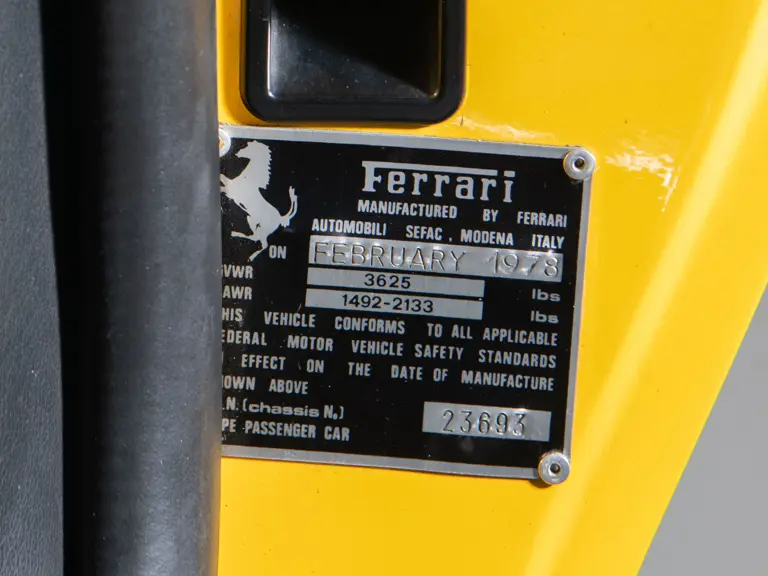 Ferrari
MANUFACTURED BY FERRARI
AUTOMOBILI SEFAC, MODENA ITALY
ON FEBRUARY 1978
VWR 3625 lbs
AWR 1492-2133 lbs
HIS VEHICLE CONFORMS TO ALL APPLICABLE
EDERAL MOTOR VEHICLE SAFETY STANDARDS
EFFECT ON THE DATE OF MANUFACTURE
OWN ABOVE
.N. (chassis No) 23693
PE PASSENGER CAR